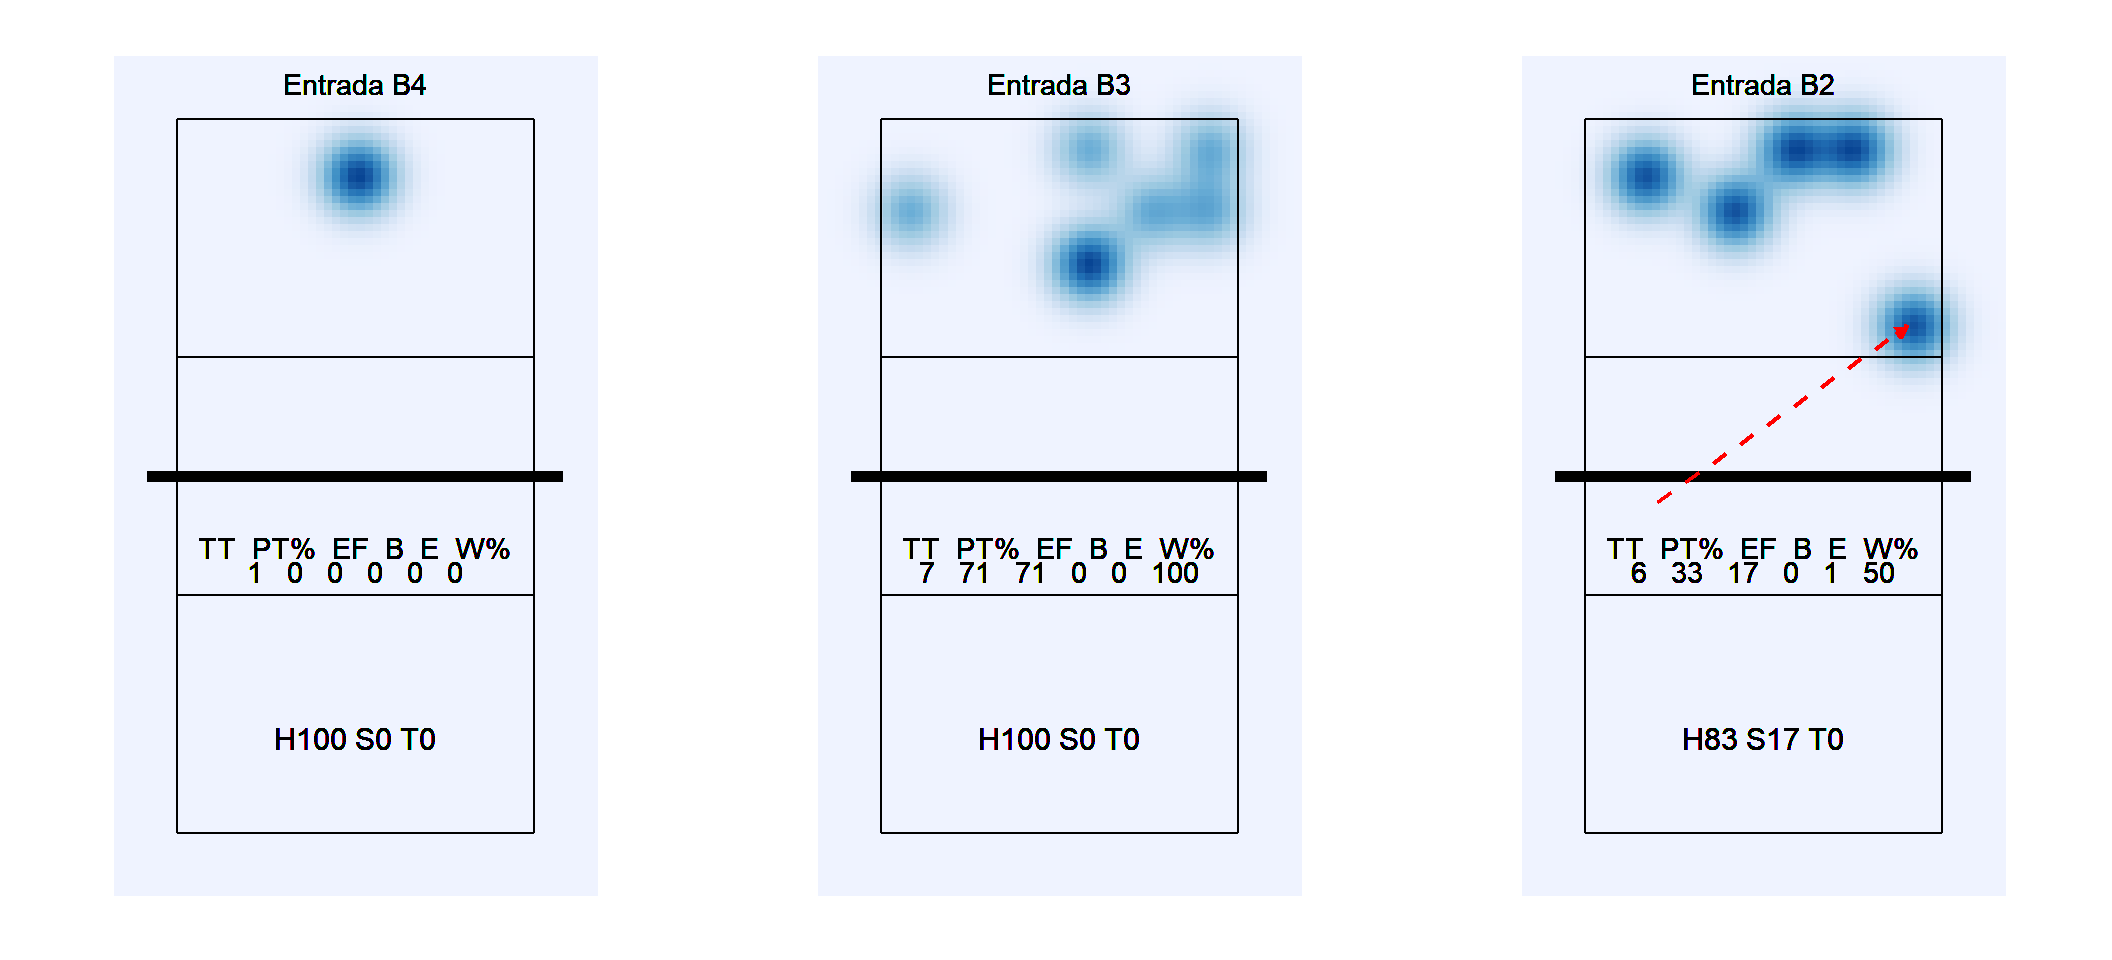 Entrada B4
TT PT% EF B E W%
1 0 0 0 0 0
H100 S0 T0
Entrada B3
TT PT% EF B E W%
7 71 71 0 0 100
H100 S0 T0
Entrada B2
TT PT% EF B E W%
6 33 17 0 1 50
H83 S17 T0